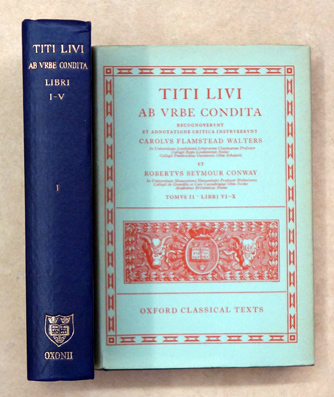 TITI LIVI
AB VRBE CONDITA
LIBRI
I-V
I
OXONII
TITI LIVI
AB VRBE CONDITA
RECOGNOVERVNT
ET ADNOTATIONE CRITICA INSTRVXERVNT
CAROLVS FLAMSTEAD WALTERS
ET
ROBERTVS SEYMOUR CONWAY
TOMVS II · LIBRI VI-X
OXFORD CLASSICAL TEXTS